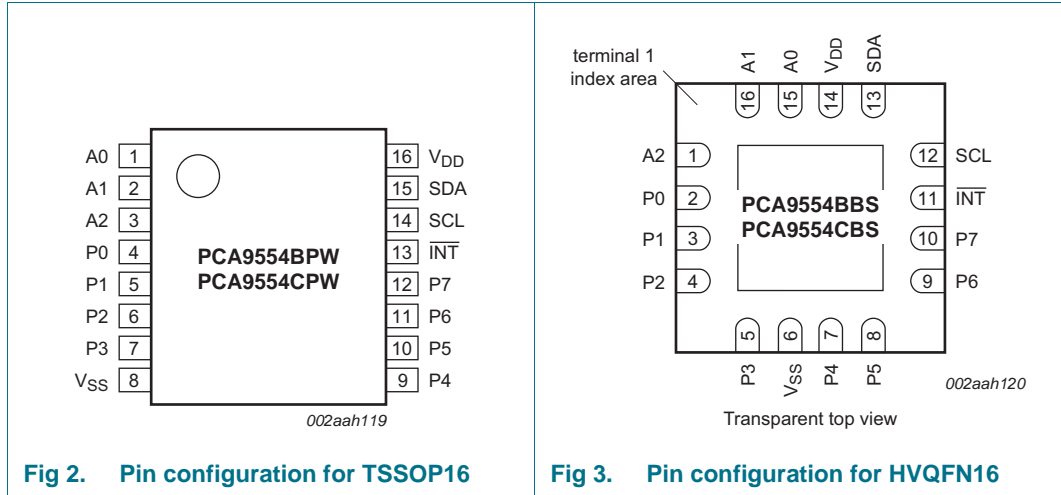 A0 1
A1 2
A2 3
P0 4
P1 5
P2 6
P3 7
VSS 8
PCA9554BPW
PCA9554CPW
16 VDD
15 SDA
14 SCL
13 INT
12 P7
11 P6
10 P5
9 P4
002aah119
Fig 2. Pin configuration for TSSOP16
terminal 1
index area
A1 A0 VDD SDA
16 15 14 13
A2 1
P0 2
P1 3
P2 4
PCA9554BBS
PCA9554CBS
12 SCL
11 INT
10 P7
9 P6
5 6 7 8
P3 VSS P4 P5
002aah120
Transparent top view
Fig 3. Pin configuration for HVQFN16